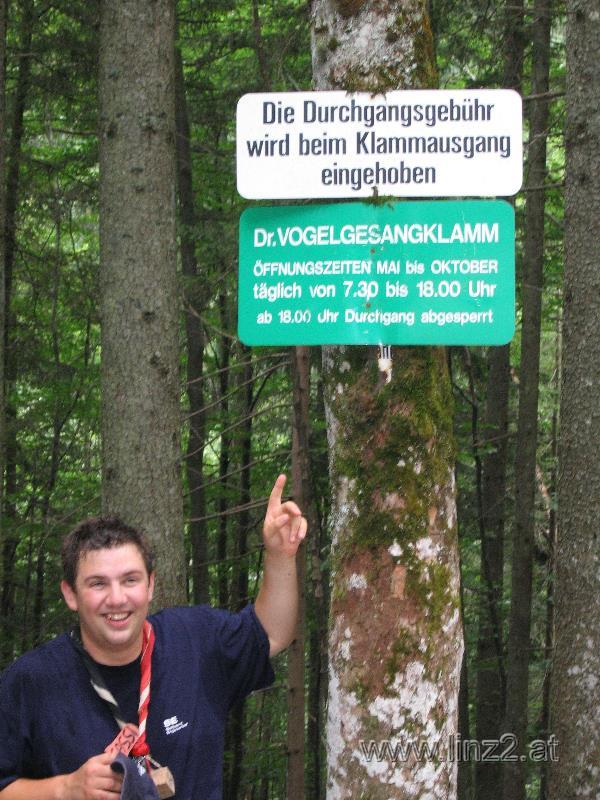 Die Durchgangsgebühr
wird beim Klammausgang
eingehoben
Dr.VOGELGESANGKLAMM
ÖFFNUNGSZEITEN MAI bis OKTOBER
täglich von 7.30 bis 18.00 Uhr
ab 18.00 Uhr Durchgang abgesperrt
SE
www.linz2.at